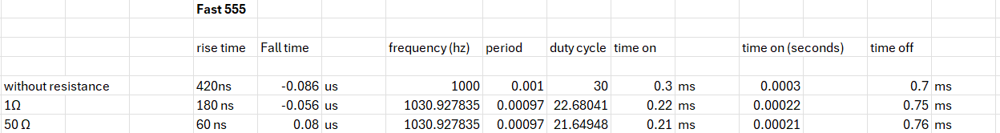 Fast 555
rise time Fall time frequency (hz) period duty cycle time on time on (seconds) time off
without resistance 420ns -0.086 us 1000 0.001 30 0.3 ms 0.0003 0.7 ms
1Ω 180 ns -0.056 us 1030.927835 0.00097 22.68041 0.22 ms 0.00022 0.75 ms
50 Ω 60 ns 0.08 us 1030.927835 0.00097 21.64948 0.21 ms 0.00021 0.76 ms